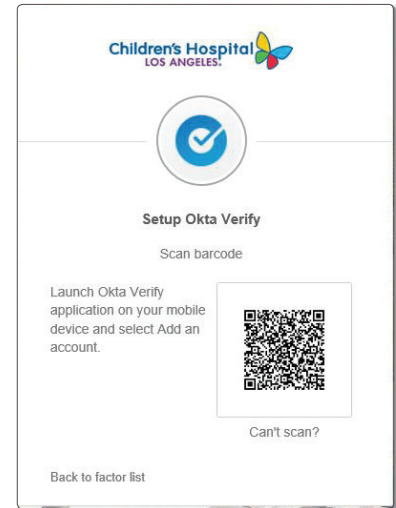 Children's Hospital
LOS ANGELES.
Setup Okta Verify
Scan barcode
Launch Okta Verify
application on your mobile
device and select Add an
account.
Can't scan?
Back to factor list